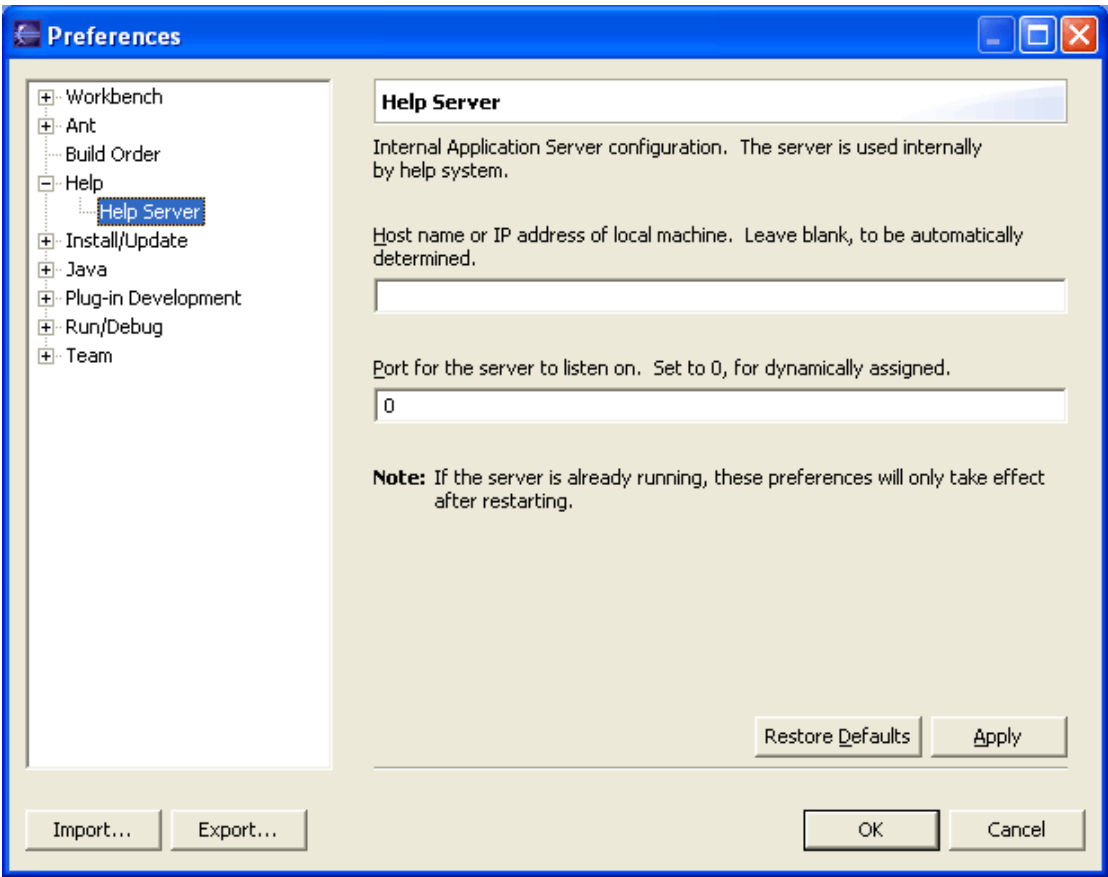 Preferences
Workbench
Ant
Build Order
Help
Help Server
Install/Update
Java
Plug-in Development
Run/Debug
Team
Help Server
Internal Application Server configuration.  The server is used internally
by help system.
Host name or IP address of local machine.  Leave blank, to be automatically
determined.
Port for the server to listen on.  Set to 0, for dynamically assigned.
0
Note: If the server is already running, these preferences will only take effect
after restarting.
Restore Defaults
Apply
Import...
Export...
OK
Cancel